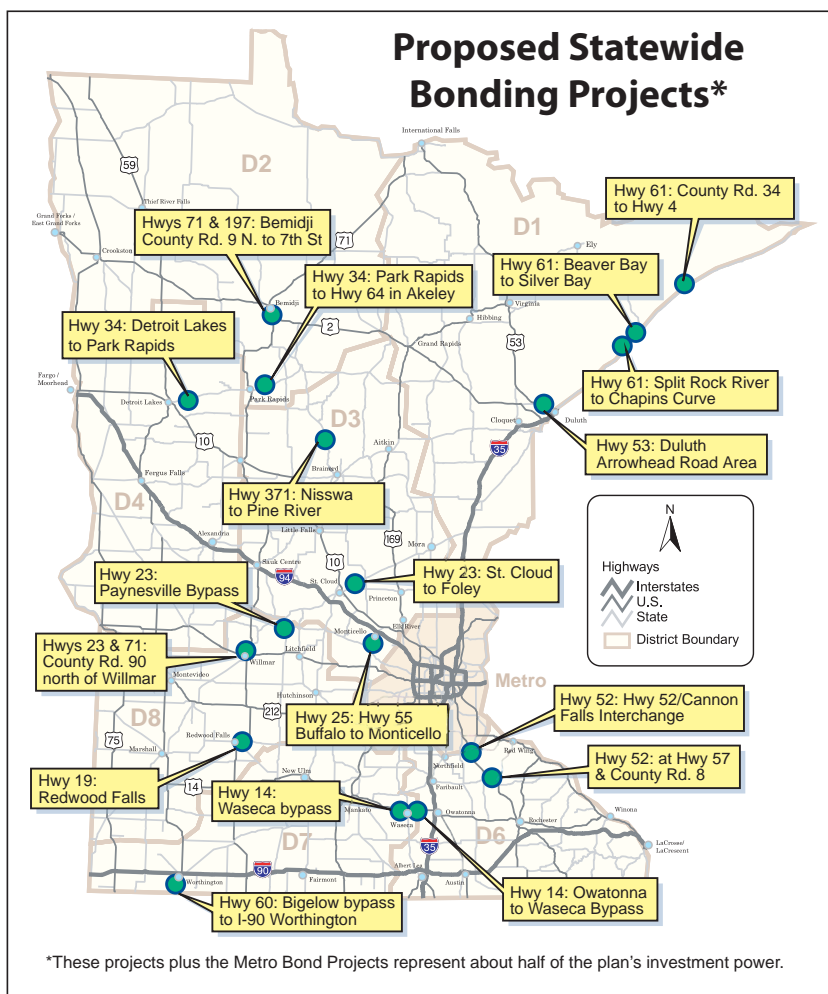 Proposed Statewide
Bonding Projects*
International Falls
59
D2
Thief River Falls
D1
Hwy 61: County Rd. 34
to Hwy 4
Grand Forks /
East Grand Forks
Hwys 71 & 197: Bemidji
County Rd. 9 N. to 7th St
71
Ely
Crookston
Hwy 61: Beaver Bay
to Silver Bay
Hwy 34: Park Rapids
to Hwy 64 in Akeley
Bemidji
Virginia
Hibbing
2
Hwy 34: Detroit Lakes
to Park Rapids
Grand Rapids
53
Fargo /
Moorhead
Hwy 61: Split Rock River
to Chapins Curve
Detroit Lakes
Park Rapids
D3
Cloquet
Duluth
10
Aitkin
35
Hwy 53: Duluth
Arrowhead Road Area
Fergus Falls
Brainerd
D4
Hwy 371: Nisswa
to Pine River
N
Little Falls
169
Alexandria
Mora
Highways
Interstates
U.S.
State
District Boundary
Hwy 23:
Paynesville Bypass
Sauk Centre
10
94
St. Cloud
Princeton
Hwy 23: St. Cloud
to Foley
Elk River
Monticello
Hwys 23 & 71:
County Rd. 90
north of Willmar
Willmar
Litchfield
Montevideo
Metro
Hutchinson
D8
212
Hwy 25: Hwy 55
Buffalo to Monticello
Hwy 52: Hwy 52/Cannon
Falls Interchange
75
Redwood Falls
Marshall
Red Wing
Northfield
Hwy 19:
Redwood Falls
14
New Ulm
Faribault
Hwy 52: at Hwy 57
& County Rd. 8
Hwy 14:
Waseca bypass
Mankato
Waseca
Owatonna
Winona
Rochester
D7
D6
35
LaCrosse/
LaCrescent
90
Worthington
Fairmont
Albert Lea
Austin
Hwy 60: Bigelow bypass
to I-90 Worthington
Hwy 14: Owatonna
to Waseca Bypass
*These projects plus the Metro Bond Projects represent about half of the plan's investment power.